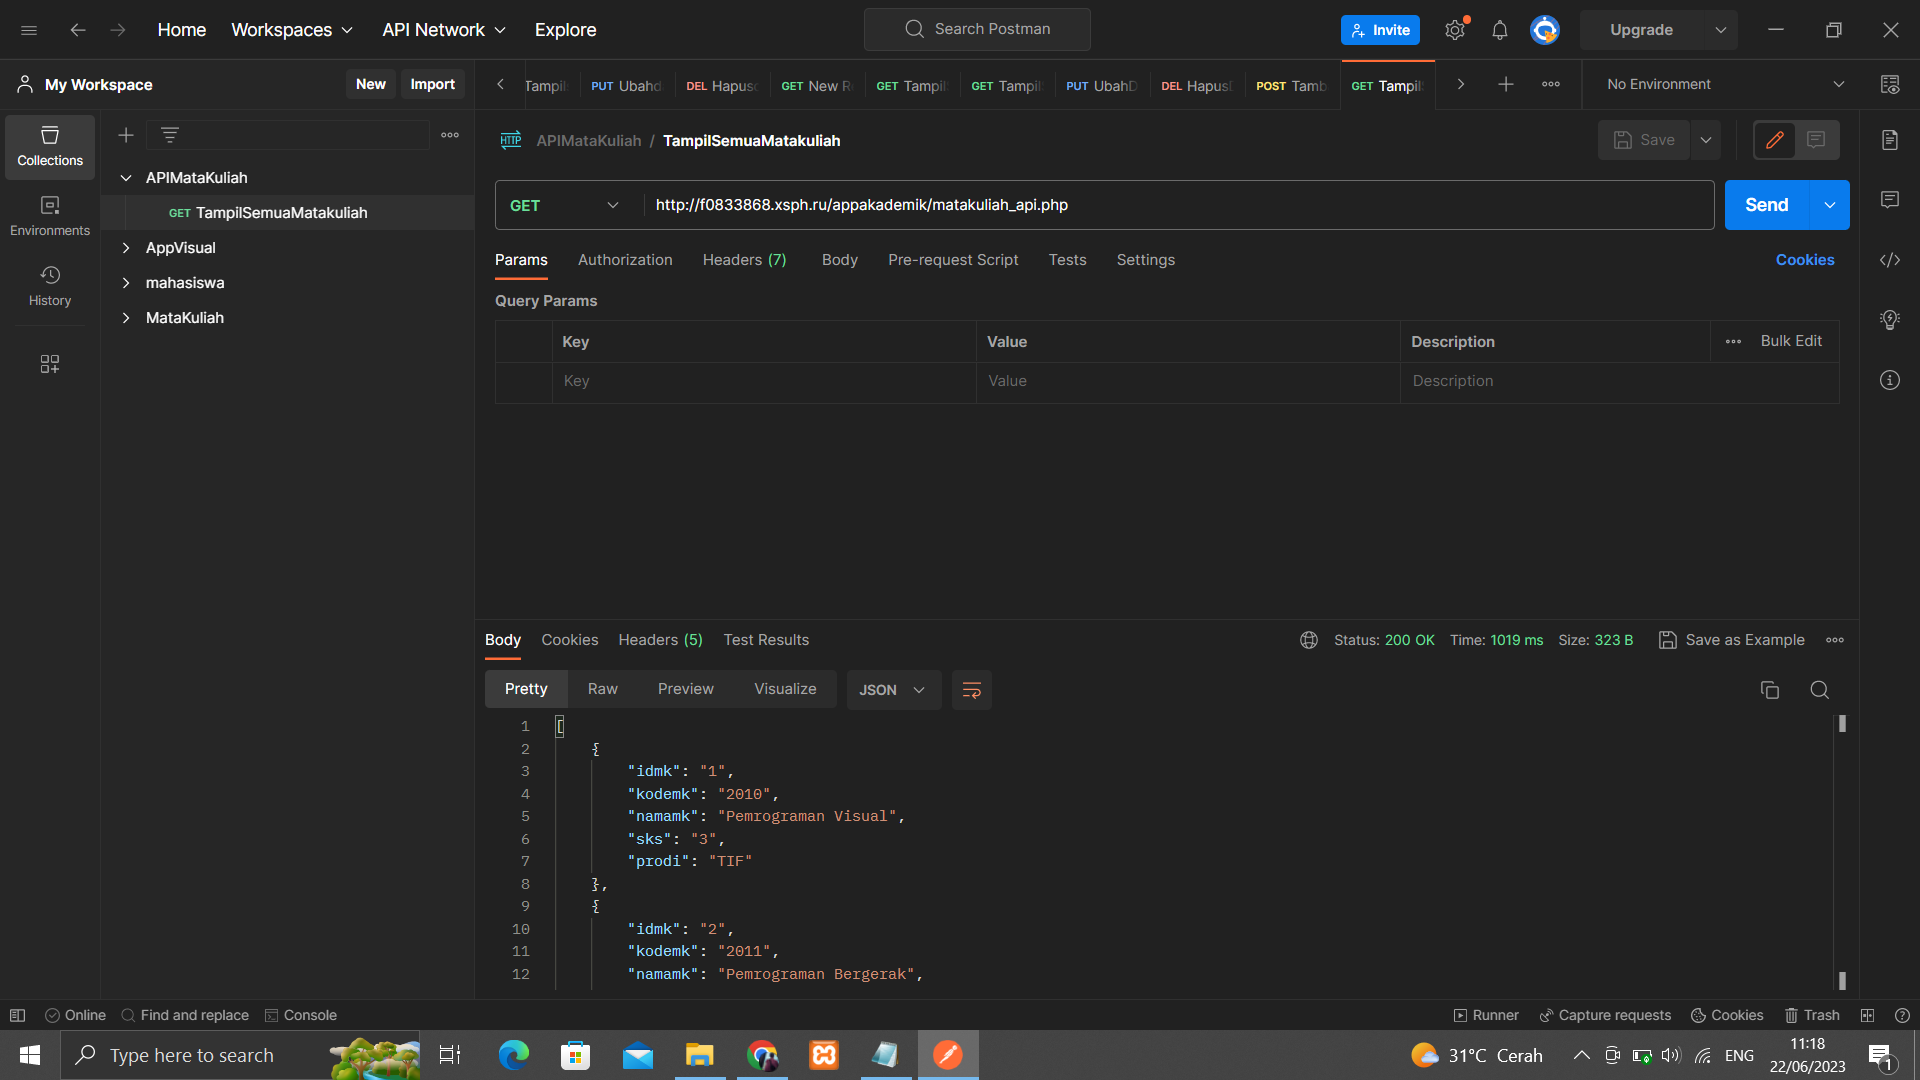 Home
Workspaces
API Network
Explore
Search Postman
Invite
Upgrade
My Workspace
New
Import
Tampil
PUT Ubahd
DEL Hapus
GET New R
GET Tampil
GET Tampil
PUT UbahD
DEL Hapus
POST Tamb
GET Tampil
No Environment
Collections
Environments
History
APIMataKuliah
GET TampilSemuaMatakuliah
AppVisual
mahasiswa
MataKuliah
HTTP APIMataKuliah / TampilSemuaMatakuliah
Save
GET
http://f0833868.xsph.ru/appakademik/matakuliah_api.php
Send
Params
Authorization
Headers (7)
Body
Pre-request Script
Tests
Settings
Cookies
Query Params
Key
Value
Description
Bulk Edit
Key
Value
Description
Body
Cookies
Headers (5)
Test Results
Status: 200 OK
Time: 1019 ms
Size: 323 B
Save as Example
Pretty
Raw
Preview
Visualize
JSON
1 [
2 {
3 "idmk": "1",
4 "kodemk": "2010",
5 "namamk": "Pemrograman Visual",
6 "sks": "3",
7 "prodi": "TIF"
8 },
9 {
10 "idmk": "2",
11 "kodemk": "2011",
12 "namamk": "Pemrograman Bergerak",
Online
Find and replace
Console
Runner
Capture requests
Cookies
Trash
Type here to search
31°C Cerah
ENG
11:18
22/06/2023
1